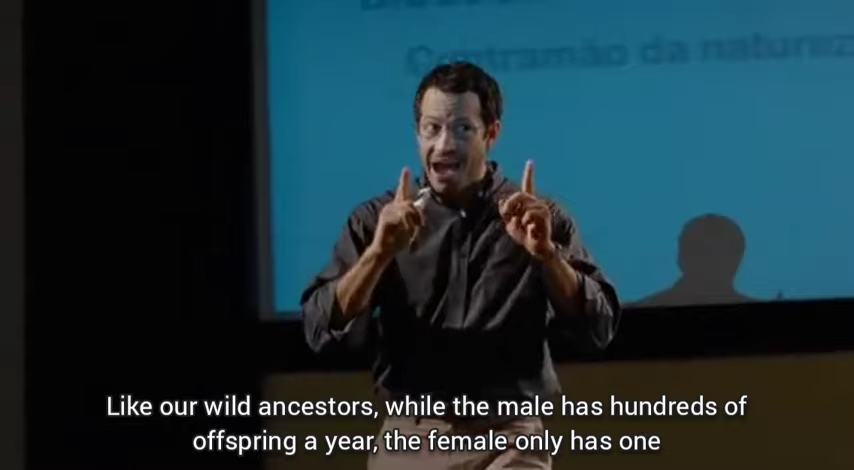 Contramão da naturez
Like our wild ancestors, while the male has hundreds of
offspring a year, the female only has one